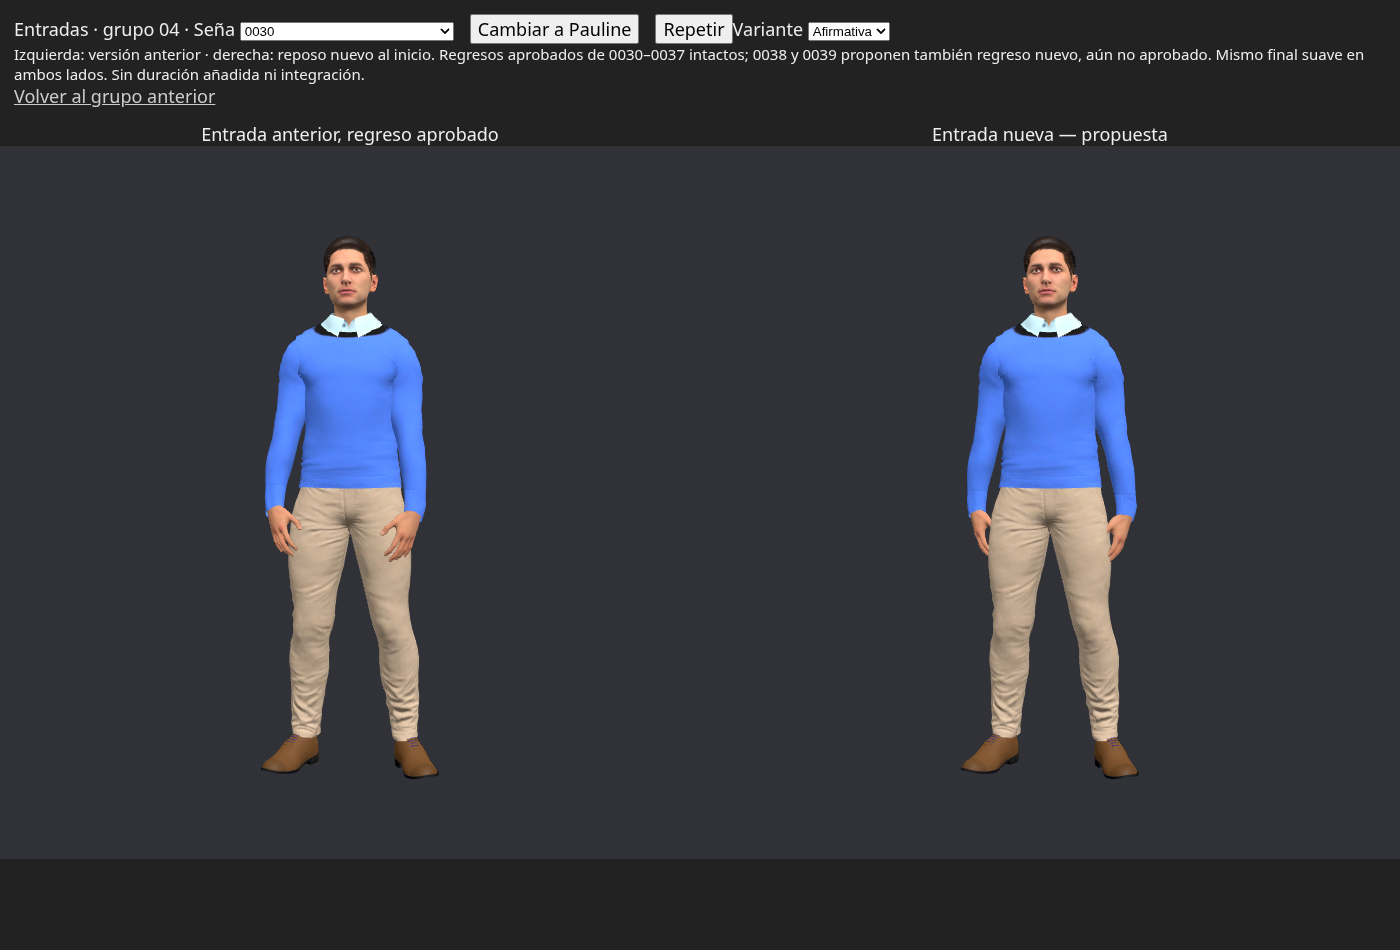 Entradas · grupo 04 · Seña 0030 Cambiar a Pauline Repetir Variante Afirmativa
Izquierda: versión anterior · derecha: reposo nuevo al inicio. Regresos aprobados de 0030–0037 intactos; 0038 y 0039 proponen también regreso nuevo, aún no aprobado. Mismo final suave en
ambos lados. Sin duración añadida ni integración.
Volver al grupo anterior
Entrada anterior, regreso aprobado
Entrada nueva — propuesta